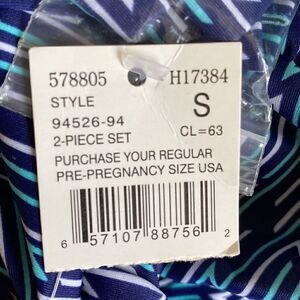 578805 H17384
STYLE S
94526-94
2-PIECE SET CL=63
PURCHASE YOUR REGULAR
PRE-PREGNANCY SIZE USA
6 57107 88756 2